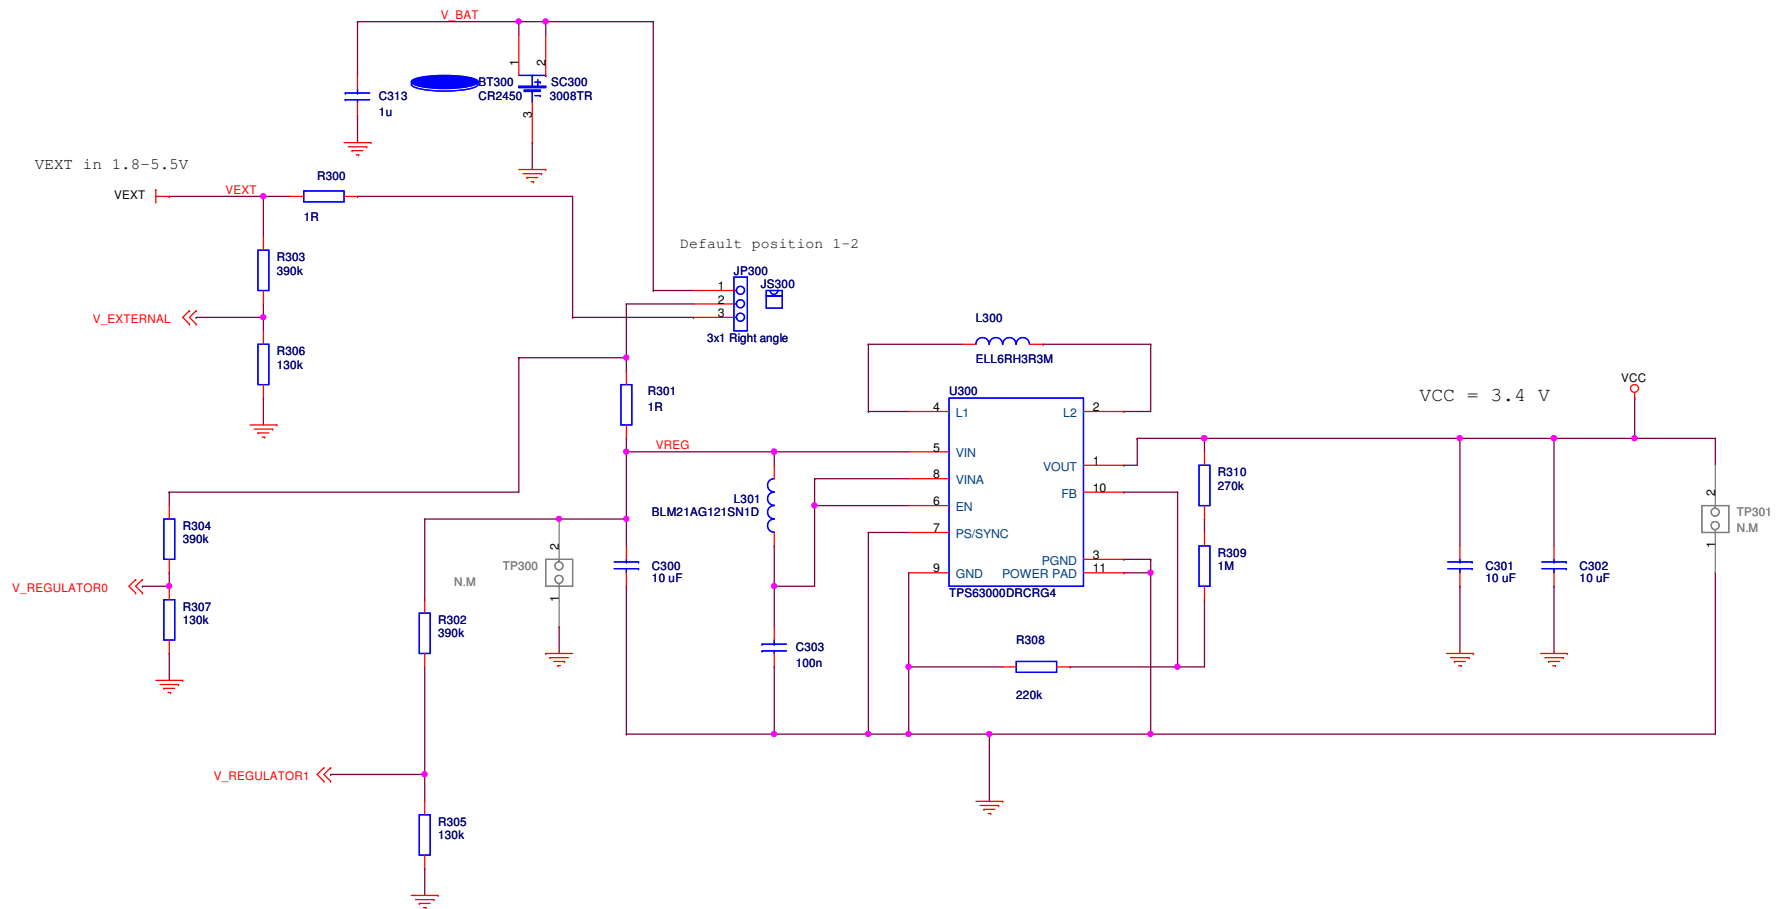 V_BAT
1
2
BT300
CR2450
SC300
3008TR
+
3
C313
1u
VEXT in 1.8-5.5V
VEXT
VEXT
R300
1R
R303
390k
V_EXTERNAL
R306
130k
Default position 1-2
JP300
JS300
1
2
3
3x1 Right angle
L300
ELL6RH3R3M
R301
1R
VREG
U300
4
L1
L2
2
5
VIN
VOUT
1
8
VINA
FB
10
6
EN
7
PS/SYNC
PGND
3
9
GND
POWER PAD
11
TPS63000DRCRG4
VCC = 3.4 V
VCC
R310
270k
R309
1M
L301
BLM21AG121SN1D
R304
390k
V_REGULATOR0
R307
130k
TP300
2
1
N.M
C300
10 uF
C301
10 uF
C302
10 uF
2
TP301
N.M
1
R302
390k
C303
100n
R308
220k
V_REGULATOR1
R305
130k